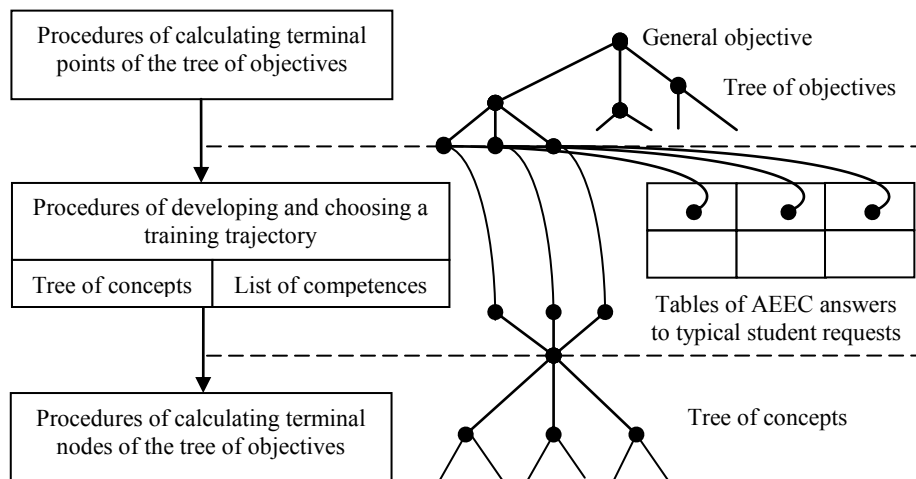 Procedures of calculating terminal
points of the tree of objectives
General objective
Tree of objectives
Procedures of developing and choosing a
training trajectory
Tree of concepts
List of competences
Tables of AEEC answers
to typical student requests
Procedures of calculating terminal
nodes of the tree of objectives
Tree of concepts